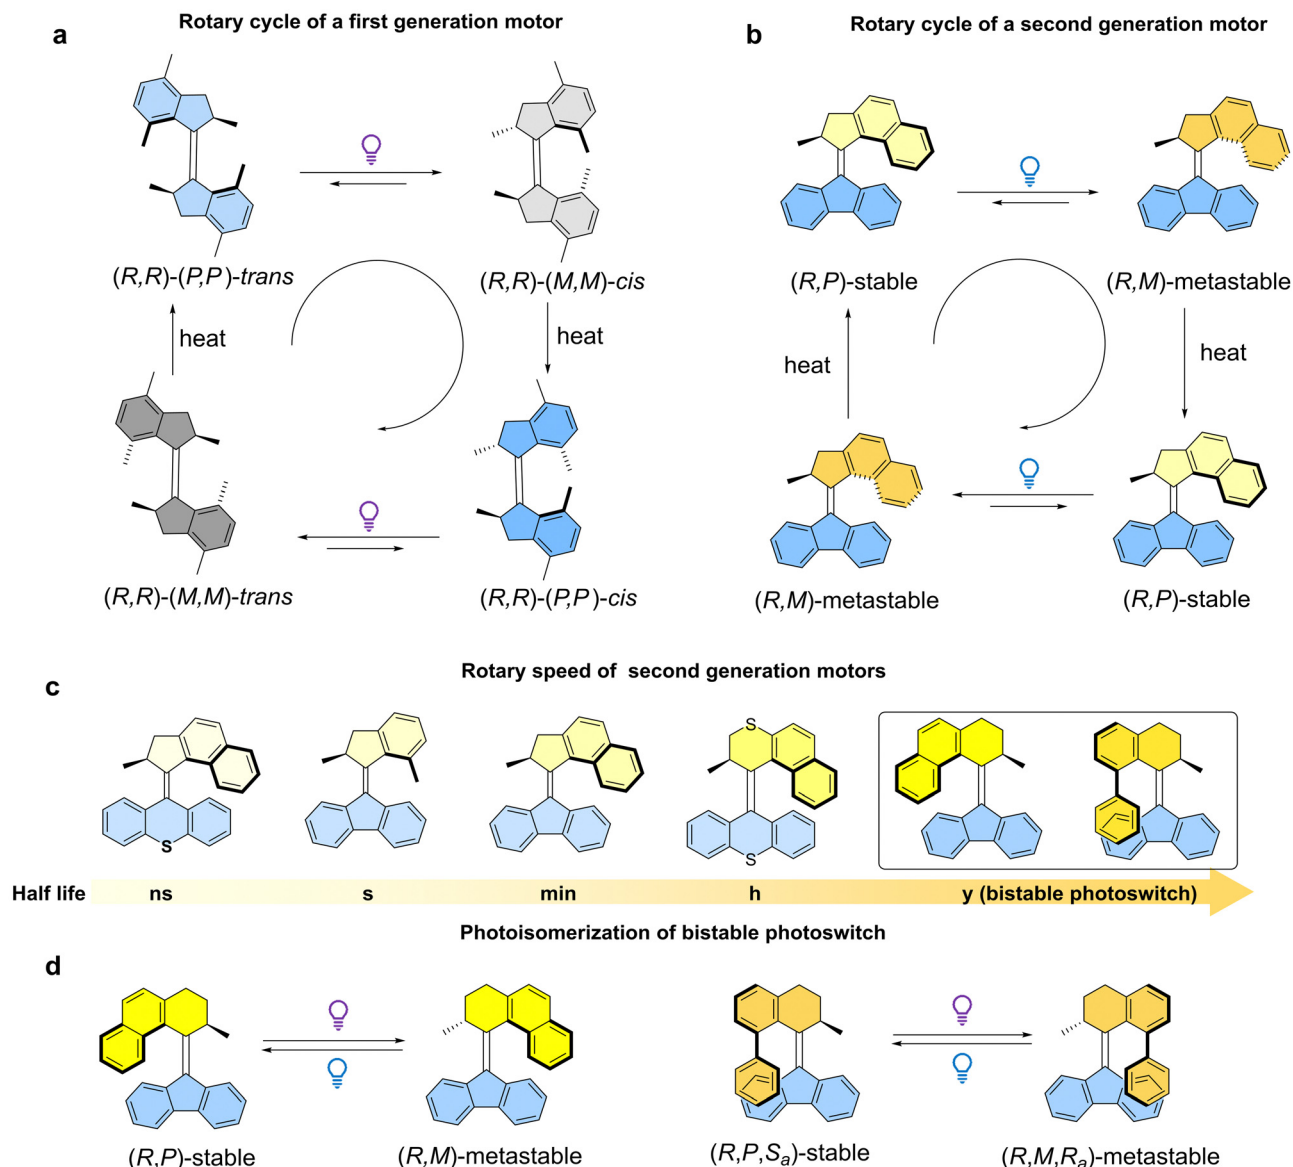 a
Rotary cycle of a first generation motor
(R,R)-(P,P)-trans
(R,R)-(M,M)-cis
heat
heat
(R,R)-(M,M)-trans
(R,R)-(P,P)-cis
b
Rotary cycle of a second generation motor
(R,P)-stable
(R,M)-metastable
heat
heat
(R,M)-metastable
(R,P)-stable
c
Rotary speed of second generation motors
S
S
S
Half life
ns
s
min
h
y (bistable photoswitch)
Photoisomerization of bistable photoswitch
d
(R,P)-stable
(R,M)-metastable
(R,P,Sa)-stable
(R,M,Ra)-metastable